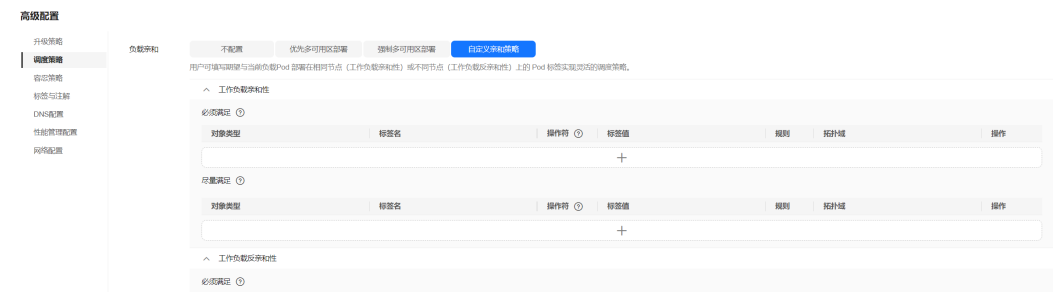 高级配置
升级策略
调度策略
容忍策略
标签与注解
DNS配置
性能管理配置
网络配置
负载亲和 不配置 优先多可用区部署 强制多可用区部署 自定义亲和策略
用户可填写期望与当前负载Pod 部署在相同节点（工作负载亲和性）或不同节点（工作负载反亲和性）上的 Pod 标签实现灵活的调度策略。
工作负载亲和性
必须满足
对象类型 标签名 操作符 标签值 规则 拓扑域 操作
尽量满足
对象类型 标签名 操作符 标签值 规则 拓扑域 操作
工作负载反亲和性
必须满足